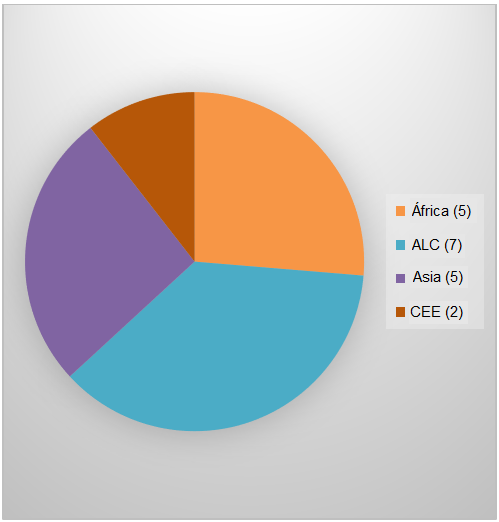 África (5)
ALC (7)
Asia (5)
CEE (2)